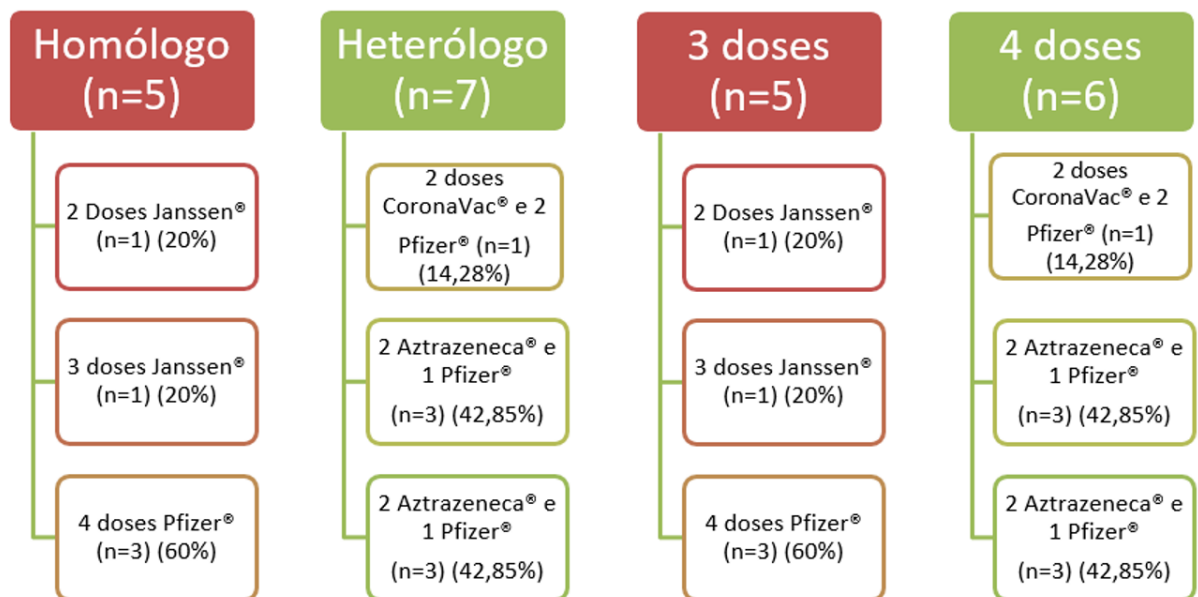 Homólogo
(n=5)
2 Doses Janssen®
(n=1) (20%)
3 doses Janssen®
(n=1) (20%)
4 doses Pfizer®
(n=3) (60%)
Heterólogo
(n=7)
2 doses
CoronaVac® e 2
Pfizer® (n=1)
(14,28%)
2 Aztrazeneca® e
1 Pfizer®
(n=3) (42,85%)
2 Aztrazeneca® e
1 Pfizer®
(n=3) (42,85%)
3 doses
(n=5)
2 Doses Janssen®
(n=1) (20%)
3 doses Janssen®
(n=1) (20%)
4 doses Pfizer®
(n=3) (60%)
4 doses
(n=6)
2 doses
CoronaVac® e 2
Pfizer® (n=1)
(14,28%)
2 Aztrazeneca® e
1 Pfizer®
(n=3) (42,85%)
2 Aztrazeneca® e
1 Pfizer®
(n=3) (42,85%)